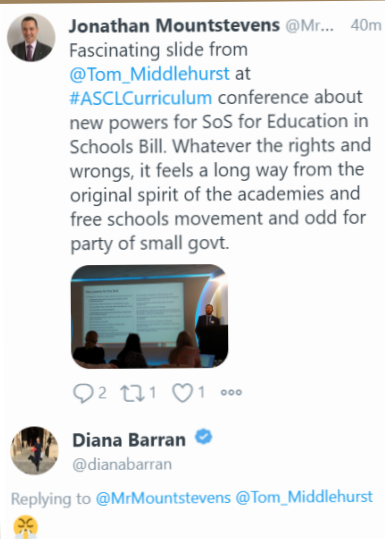 Jonathan Mountstevens @Mr... 40m
Fascinating slide from
@Tom_Middlehurst at
#ASCLCurriculum conference about
new powers for SoS for Education in
Schools Bill. Whatever the rights and
wrongs, it feels a long way from the
original spirit of the academies and
free schools movement and odd for
party of small govt.
2 1 1
Diana Barran
@dianabarran
Replying to @MrMountstevens @Tom_Middlehurst